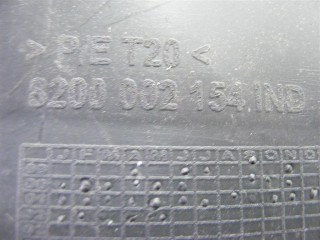 > P/E T20 <
8200 002 154 IND
J F M A M J J A S O N D